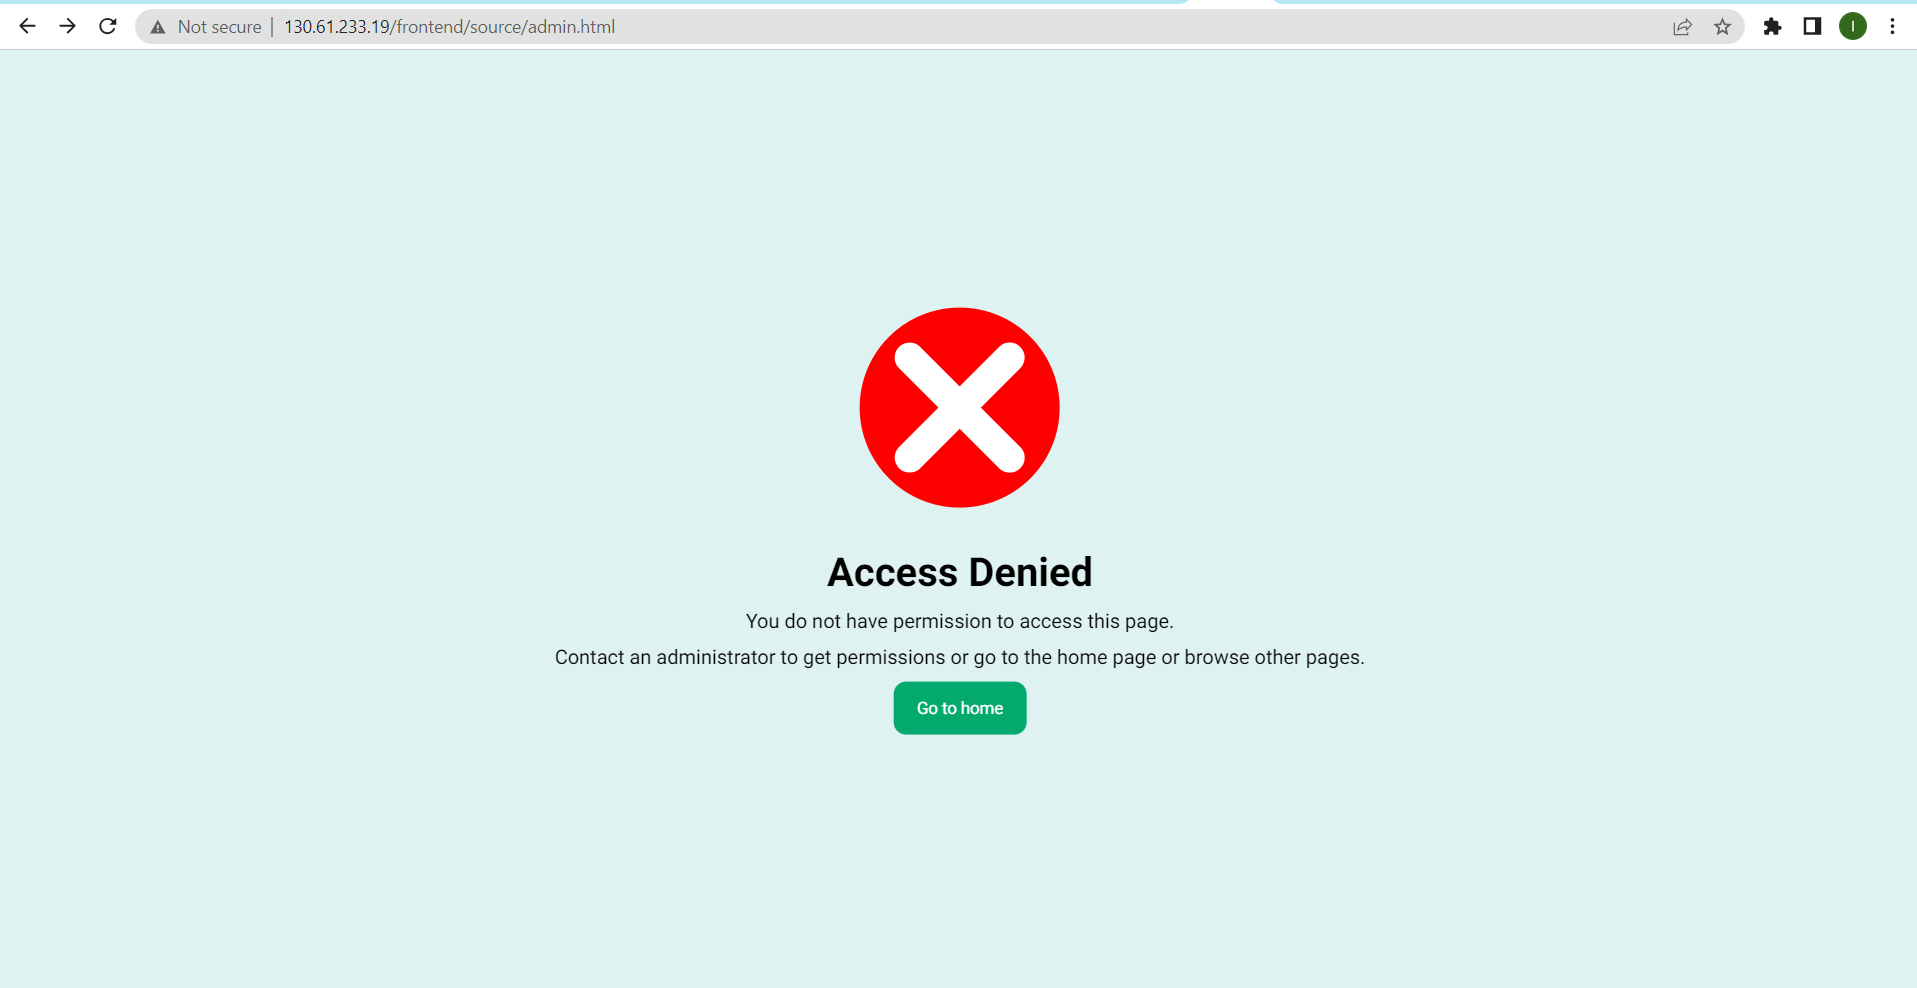 Not secure | 130.61.233.19/frontend/source/admin.html
I
Access Denied
You do not have permission to access this page.
Contact an administrator to get permissions or go to the home page or browse other pages.
Go to home